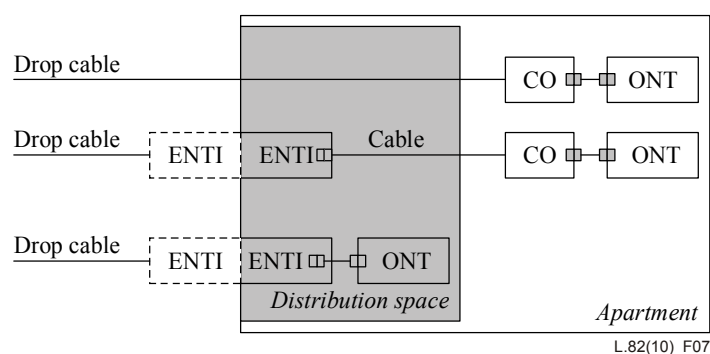 Drop cable
CO ONT
Drop cable
ENTI ENTI Cable CO ONT
Drop cable
ENTI ENTI ONT
Distribution space
Apartment
L.82(10)_F07